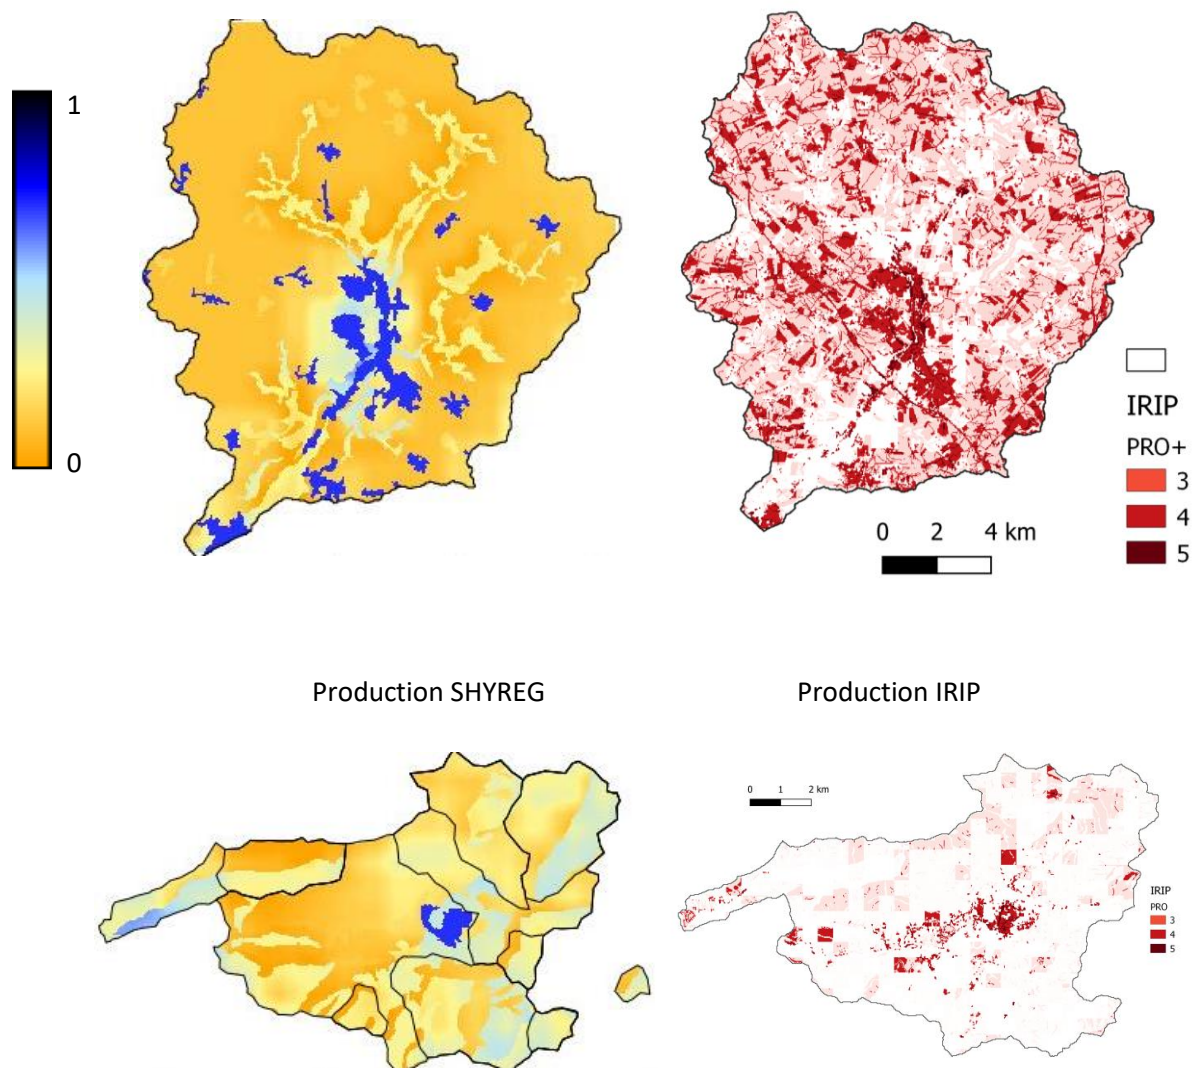 1
0
IRIP
PRO+
3
4
5
0 2 4 km
Production SHYREG
Production IRIP
0 1 2 km
IRIP
PRO
3
4
5